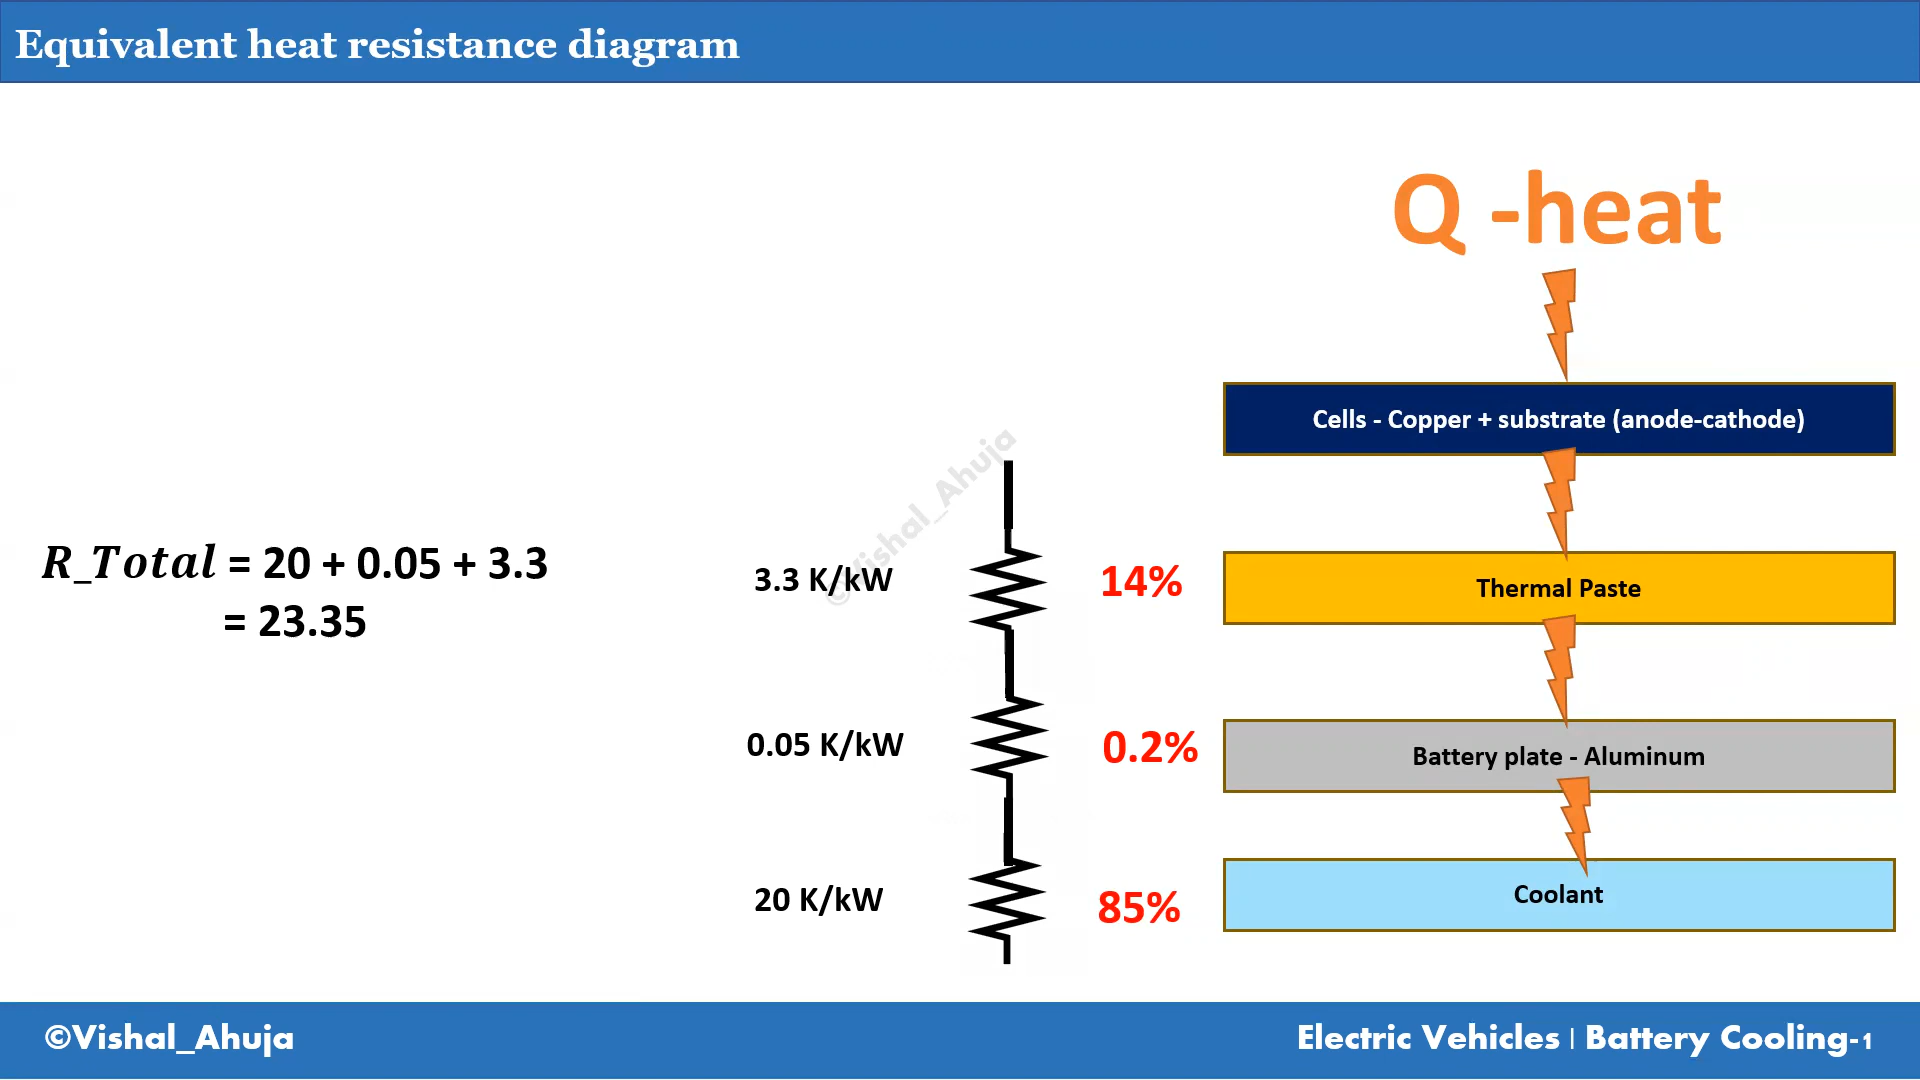 Equivalent heat resistance diagram
Q -heat
Cells - Copper + substrate (anode-cathode)
©Vishal_Ahuja
R_Total = 20 + 0.05 + 3.3
= 23.35
3.3 K/kW
14%
Thermal Paste
0.05 K/kW
0.2%
Battery plate - Aluminum
20 K/kW
85%
Coolant
©Vishal_Ahuja
Electric Vehicles | Battery Cooling-1